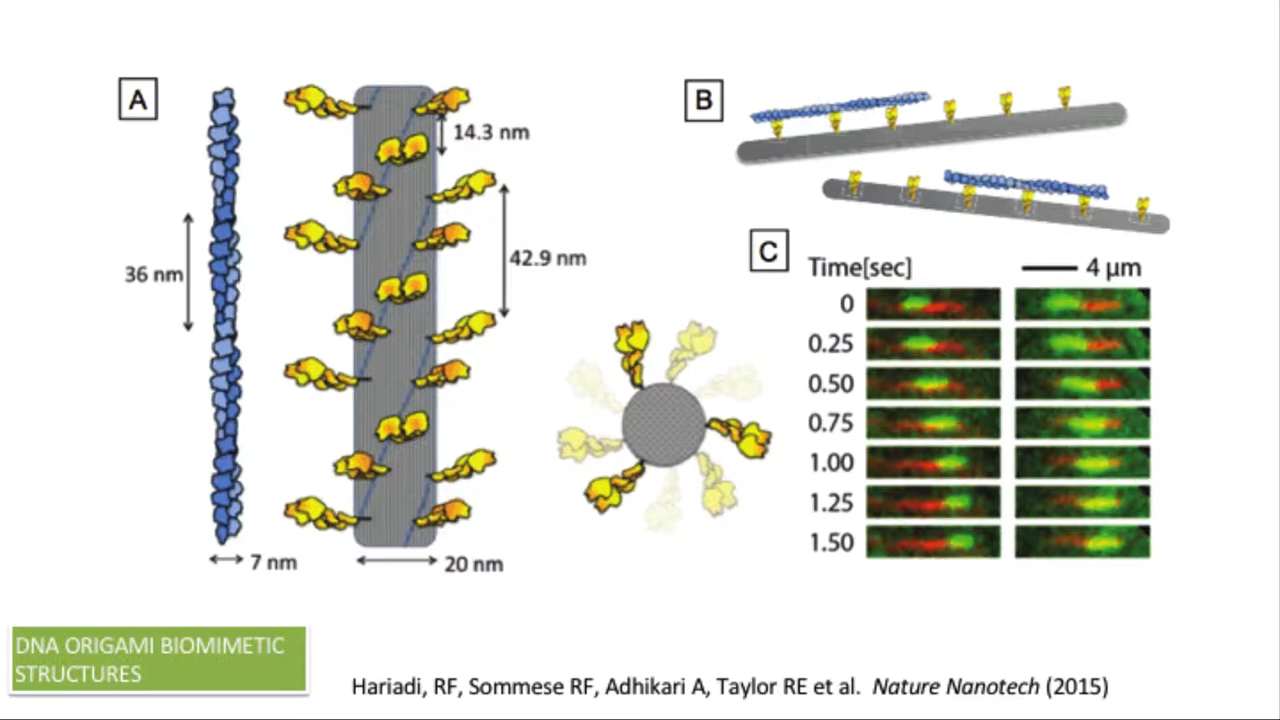 A
14.3 nm
42.9 nm
36 nm
7 nm
20 nm
B
C
Time[sec]
4 µm
0
0.25
0.50
0.75
1.00
1.25
1.50
DNA ORIGAMI BIOMIMETIC
STRUCTURES
Hariadi, RF, Sommese RF, Adhikari A, Taylor RE et al. Nature Nanotech (2015)